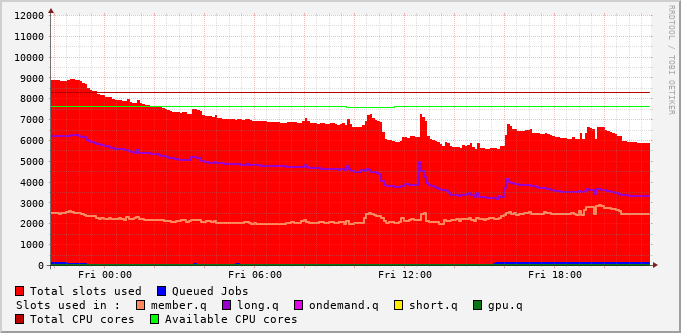 12000
11000
10000
9000
8000
7000
6000
5000
4000
3000
2000
1000
0
Fri 00:00 Fri 06:00 Fri 12:00 Fri 18:00
RRDTOOL / TOBI OETIKER
Total slots used Queued Jobs
Slots used in : member.q long.q ondemand.q short.q gpu.q
Total CPU cores Available CPU cores